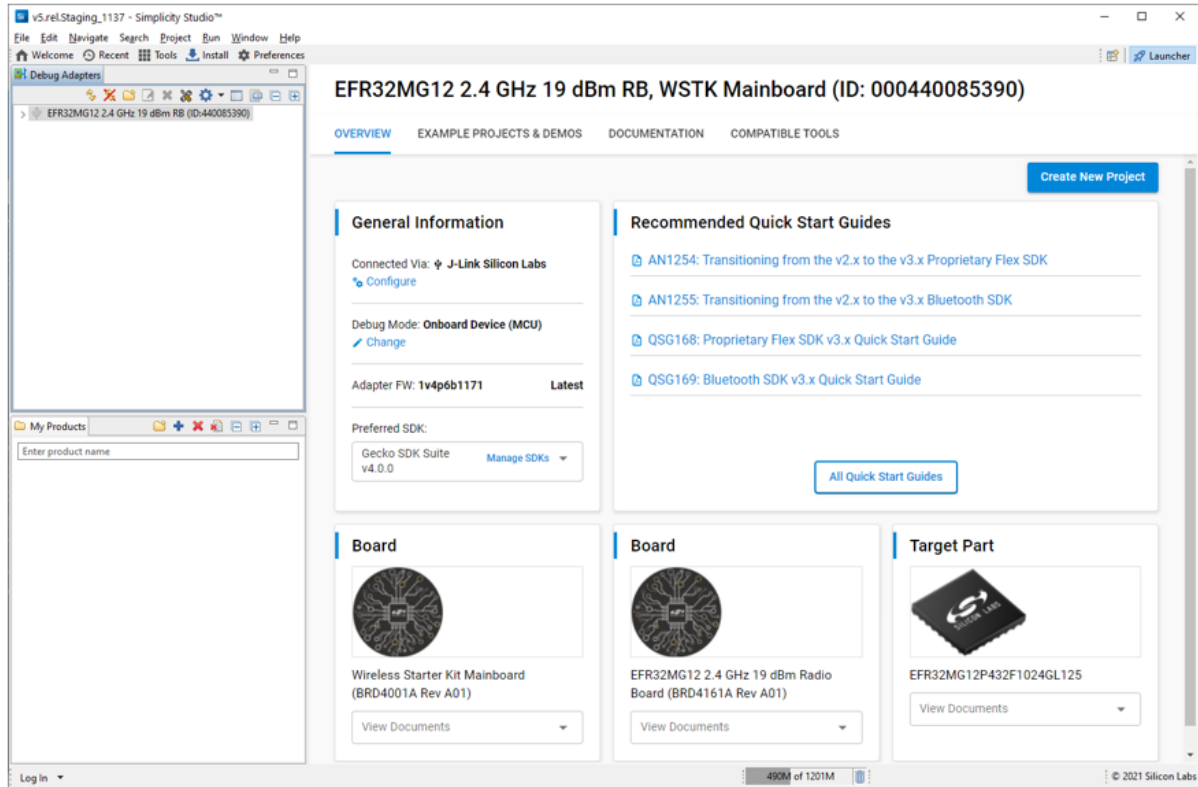 v5.rel.Staging_1137 - Simplicity Studio™
File Edit Navigate Search Project Run Window Help
Welcome Recent Tools Install Preferences
Launcher
Debug Adapters
EFR32MG12 2.4 GHz 19 dBm RB (ID:440085390)
My Products
Enter product name
EFR32MG12 2.4 GHz 19 dBm RB, WSTK Mainboard (ID: 000440085390)
OVERVIEW EXAMPLE PROJECTS & DEMOS DOCUMENTATION COMPATIBLE TOOLS
Create New Project
General Information
Connected Via: J-Link Silicon Labs
Configure
Debug Mode: Onboard Device (MCU)
Change
Adapter FW: 1v4p6b1171 Latest
Preferred SDK:
Gecko SDK Suite
v4.0.0
Manage SDKs
Recommended Quick Start Guides
AN1254: Transitioning from the v2.x to the v3.x Proprietary Flex SDK
AN1255: Transitioning from the v2.x to the v3.x Bluetooth SDK
QSG168: Proprietary Flex SDK v3.x Quick Start Guide
QSG169: Bluetooth SDK v3.x Quick Start Guide
All Quick Start Guides
Board
Wireless Starter Kit Mainboard
(BRD4001A Rev A01)
View Documents
Board
EFR32MG12 2.4 GHz 19 dBm Radio
Board (BRD4161A Rev A01)
View Documents
Target Part
SILICON LABS
EFR32MG12P432F1024GL125
View Documents
Log In
490M of 1201M
© 2021 Silicon Labs